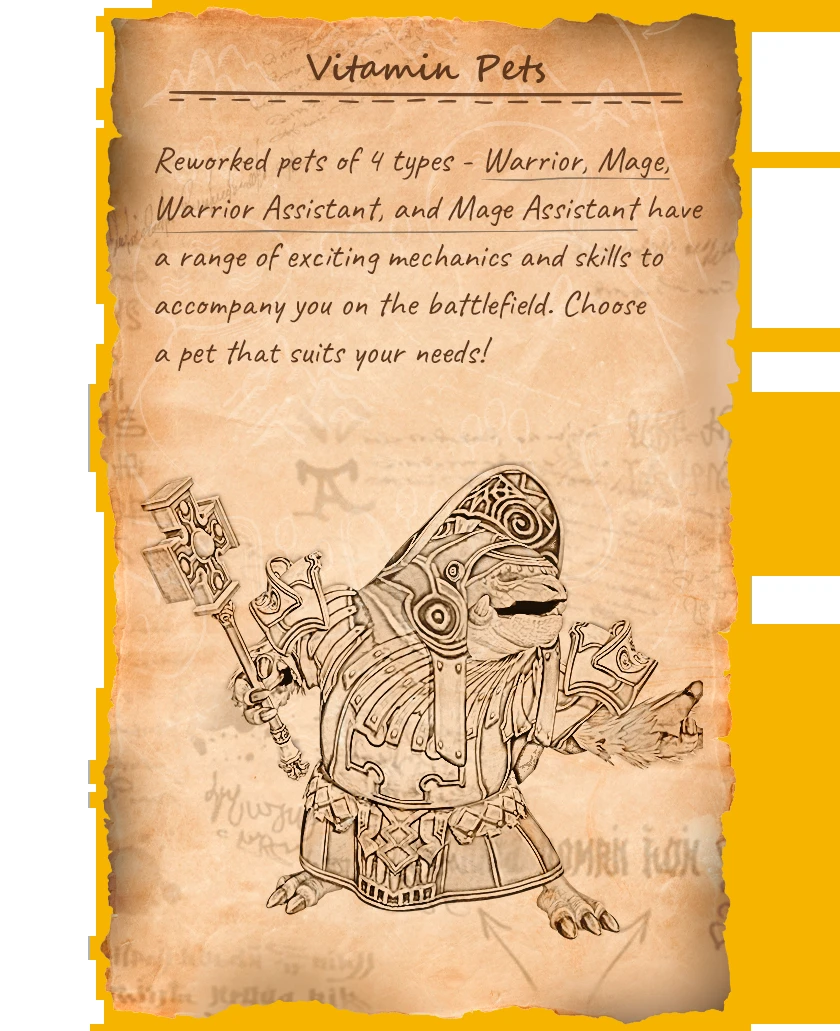 Vitamin Pets
Reworked pets of 4 types - Warrior, Mage,
Warrior Assistant, and Mage Assistant have
a range of exciting mechanics and skills to
accompany you on the battlefield. Choose
a pet that suits your needs!